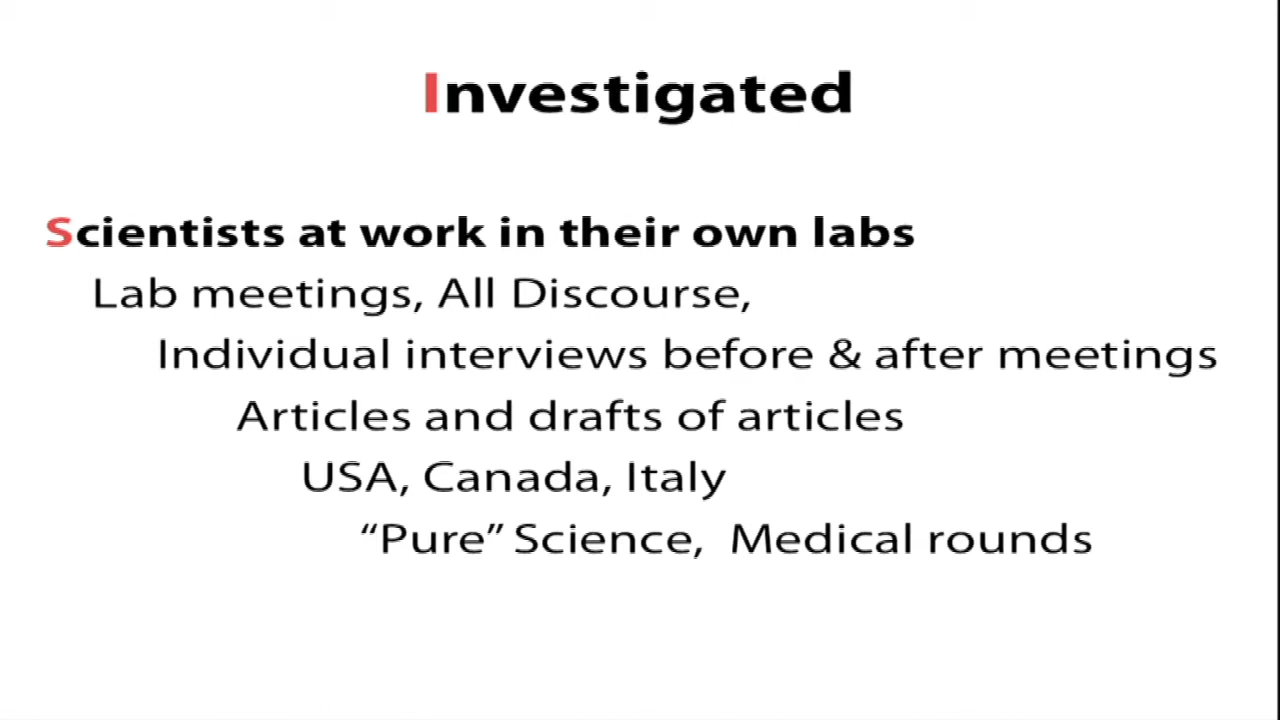 Investigated
Scientists at work in their own labs
Lab meetings, All Discourse,
Individual interviews before & after meetings
Articles and drafts of articles
USA, Canada, Italy
“Pure” Science, Medical rounds